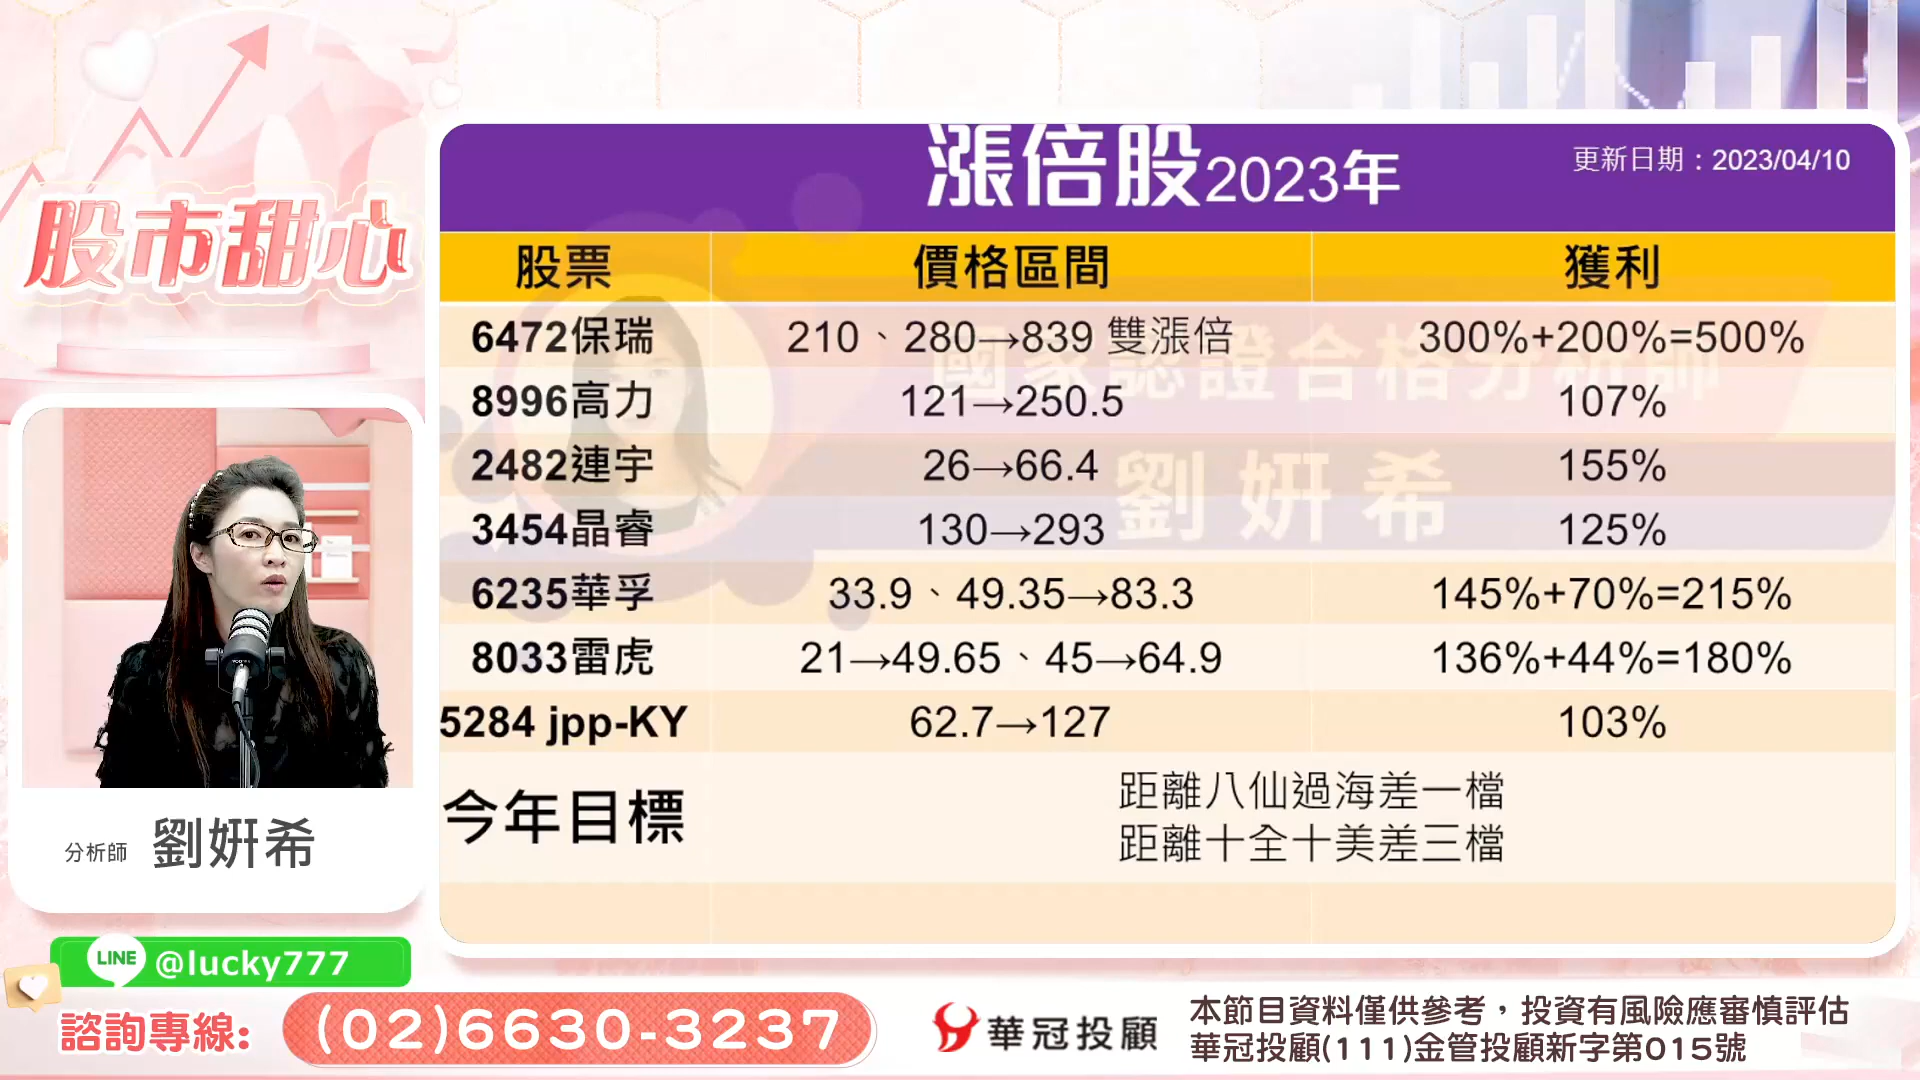 股市甜心
漲倍股2023年
更新日期：2023/04/10
股票 價格區間 獲利
6472保瑞 210、280→839 雙漲倍 300%+200%=500%
8996高力 121→250.5 107%
2482連宇 26→66.4 155%
3454晶睿 130→293 125%
6235華孚 33.9、49.35→83.3 145%+70%=215%
8033雷虎 21→49.65、45→64.9 136%+44%=180%
5284 jpp-KY 62.7→127 103%
今年目標
距離八仙過海差一檔
距離十全十美差三檔
國家認證合格分析師
劉妍希
分析師 劉妍希
LINE @lucky777
諮詢專線:
(02)6630-3237
華冠投顧
本節目資料僅供參考，投資有風險應審慎評估
華冠投顧(111)金管投顧新字第015號